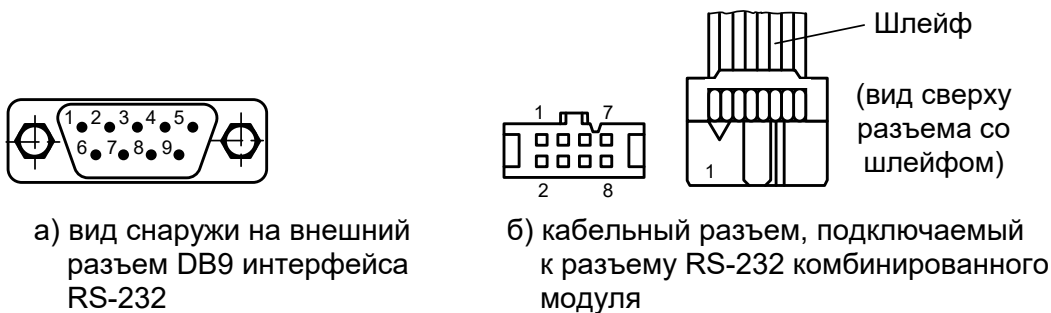 Шлейф
(вид сверху
разъема со
шлейфом)
1 2 3 4 5
6 7 8 9
1 7
2 8
1
а) вид снаружи на внешний
разъем DB9 интерфейса
RS-232
б) кабельный разъем, подключаемый
к разъему RS-232 комбинированного
модуля